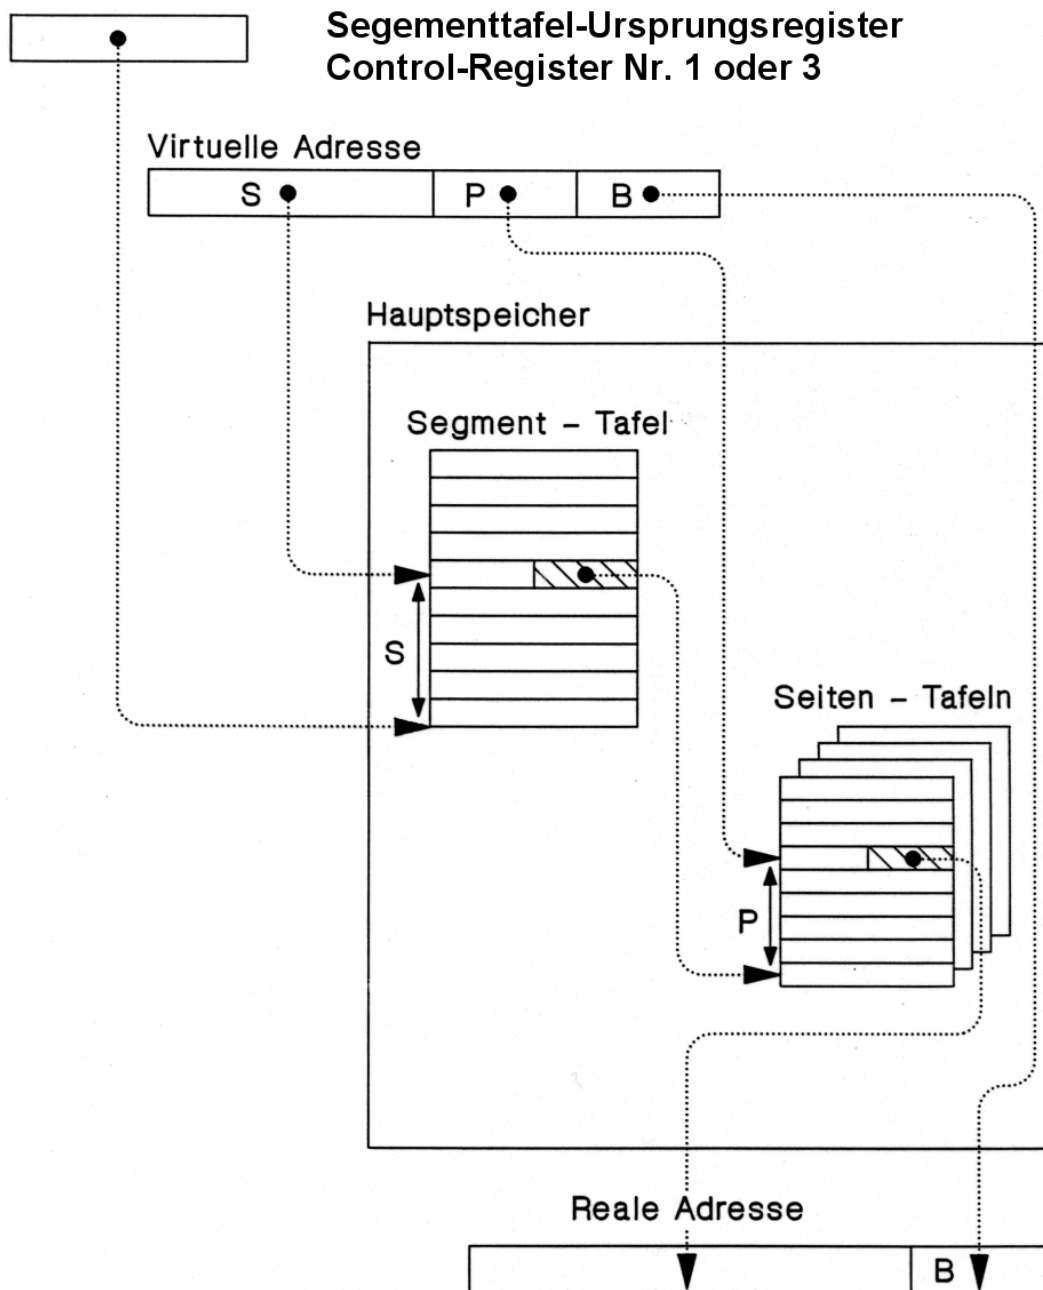 Segementtafel-Ursprungsregister
Control-Register Nr. 1 oder 3
Virtuelle Adresse
S P B
Hauptspeicher
Segment – Tafel
S
Seiten – Tafeln
P
Reale Adresse
B